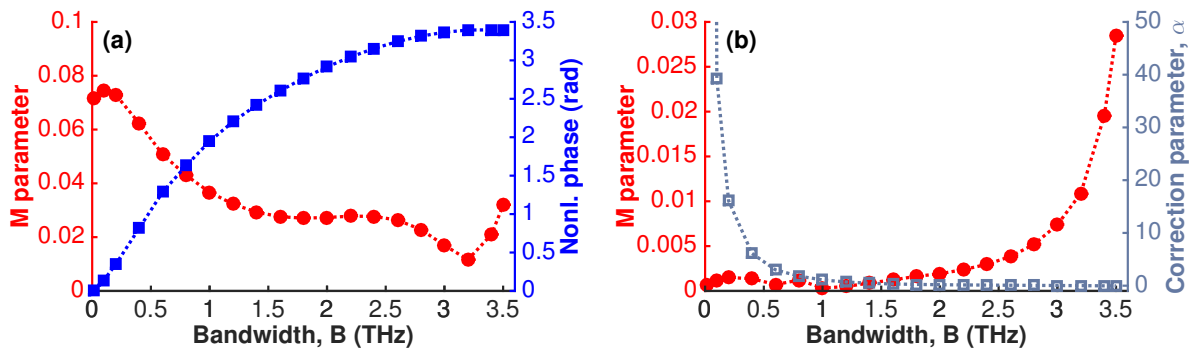 (a)
M parameter
0.1
0.08
0.06
0.04
0.02
0
3.5
3
2.5
2
1.5
1
0.5
0
Nonl. phase (rad)
0 0.5 1 1.5 2 2.5 3 3.5
Bandwidth, B (THz)
(b)
M parameter
0.03
0.025
0.02
0.015
0.01
0.005
0
50
40
30
20
10
0
Correction parameter, α
0 0.5 1 1.5 2 2.5 3 3.5
Bandwidth, B (THz)